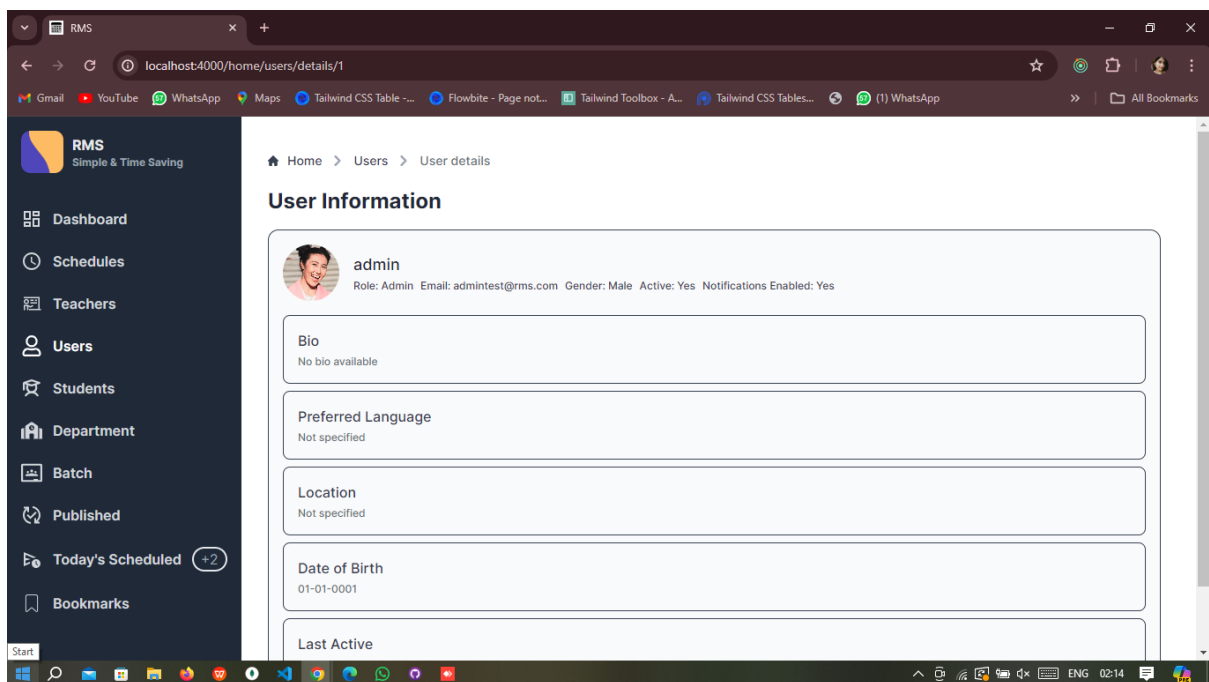 RMS
localhost:4000/home/users/details/1
Gmail YouTube WhatsApp Maps Tailwind CSS Table -... Flowbite - Page not... Tailwind Toolbox - A... Tailwind CSS Tables... (1) WhatsApp » All Bookmarks
RMS
Simple & Time Saving
Dashboard
Schedules
Teachers
Users
Students
Department
Batch
Published
Today's Scheduled +2
Bookmarks
Home > Users > User details
User Information
admin
Role: Admin Email: admintest@rms.com Gender: Male Active: Yes Notifications Enabled: Yes
Bio
No bio available
Preferred Language
Not specified
Location
Not specified
Date of Birth
01-01-0001
Last Active
Start
ENG 02:14